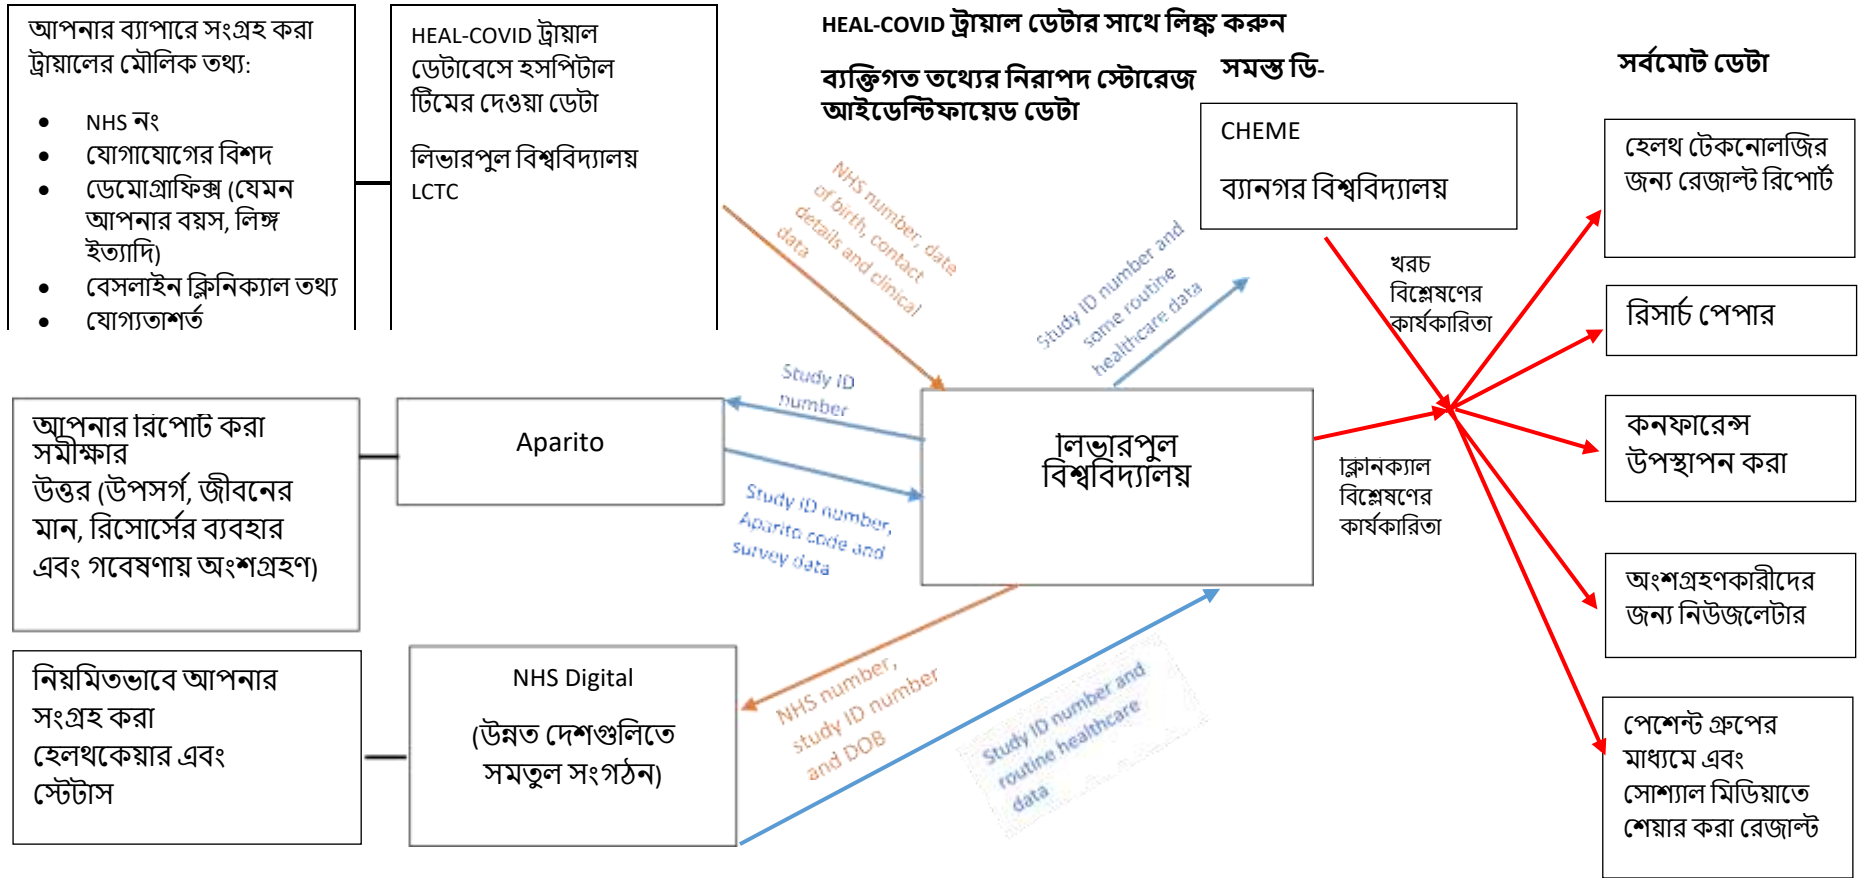 আপনার ব্যাপারে সংগ্রহ করা
ট্রায়ালের মৌলিক তথ্য:
• NHS নং
• যোগাযোগের বিশদ
• ডেমোগ্রাফিক্স (যেমন
আপনার বয়স, লিঙ্গ
ইত্যাদি)
• বেসলাইন ক্লিনিক্যাল তথ্য
• যোগ্যতাশর্ত
HEAL-COVID ট্রায়াল
ডেটাবেসে হসপিটাল
টিমের দেওয়া ডেটা
লিভারপুল বিশ্ববিদ্যালয়
LCTC
HEAL-COVID ট্রায়াল ডেটার সাথে লিঙ্ক করুন
ব্যক্তিগত তথ্যের নিরাপদ স্টোরেজ
আইডেন্টিফায়েড ডেটা
সমস্ত ডি-
সর্বমোট ডেটা
CHEME
ব্যানগর বিশ্ববিদ্যালয়
হেলথ টেকনোলজির
জন্য রেজাল্ট রিপোর্ট
NHS number, date
of birth, contact
details and clinical
data
Study ID number and
some routine
healthcare data
খরচ
বিশ্লেষণের
কার্যকারিতা
রিসার্চ পেপার
আপনার রিপোর্ট করা
সমীক্ষার
উত্তর (উপসর্গ, জীবনের
মান, রিসোর্সের ব্যবহার
এবং গবেষণায় অংশগ্রহণ)
Aparito
Study ID
number
Study ID number,
Aparito code and
survey data
লিভারপুল
বিশ্ববিদ্যালয়
ক্লিনিক্যাল
বিশ্লেষণের
কার্যকারিতা
কনফারেন্স
উপস্থাপন করা
অংশগ্রহণকারীদের
জন্য নিউজলেটার
নিয়মিতভাবে আপনার
সংগ্রহ করা
হেলথকেয়ার এবং
স্টেটাস
NHS Digital
(উন্নত দেশগুলিতে
সমতুল সংগঠন)
NHS number,
study ID number
and DOB
Study ID number and
routine healthcare
data
পেশেন্ট গ্রুপের
মাধ্যমে এবং
সোশ্যাল মিডিয়াতে
শেয়ার করা রেজাল্ট